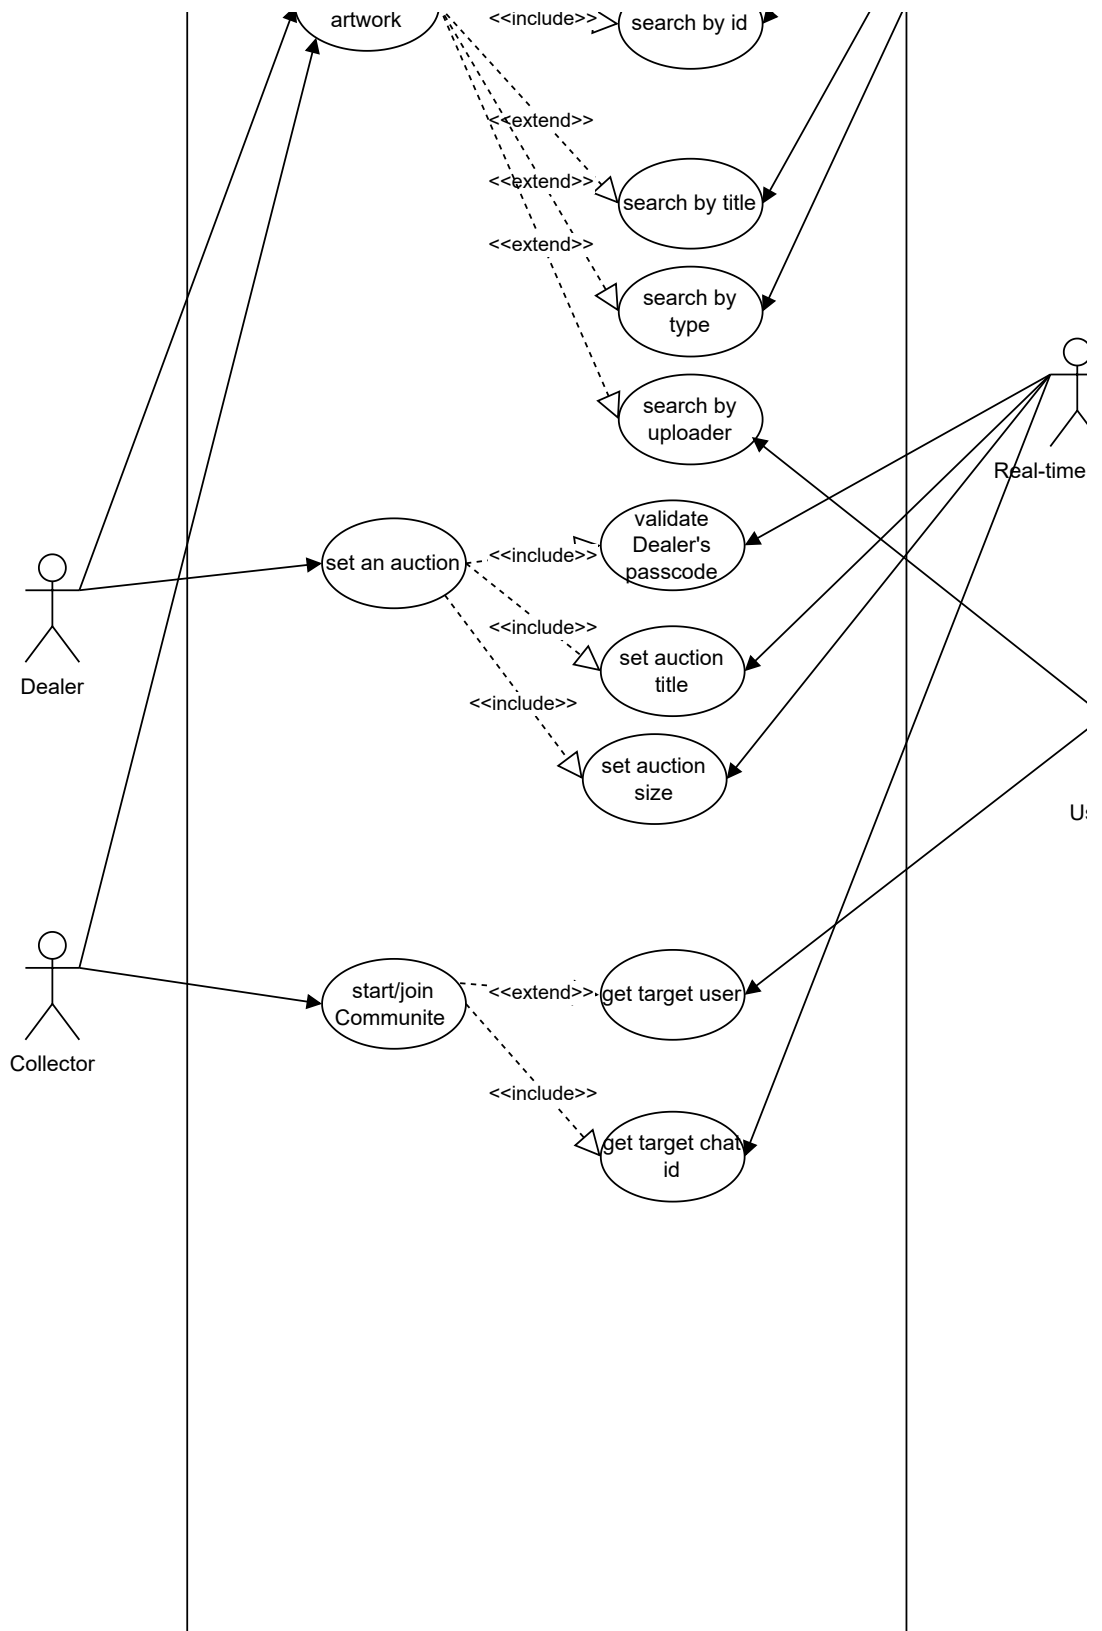 artwork
<<include>>
search by id
<<extend>>
<<extend>>
search by title
<<extend>>
search by
type
search by
uploader
Real-time
validate
Dealer's
passcode
set an auction
<<include>>
<<include>>
set auction
title
Dealer
<<include>>
set auction
size
start/join
Communite
<<extend>>
get target user
Collector
<<include>>
get target chat
id